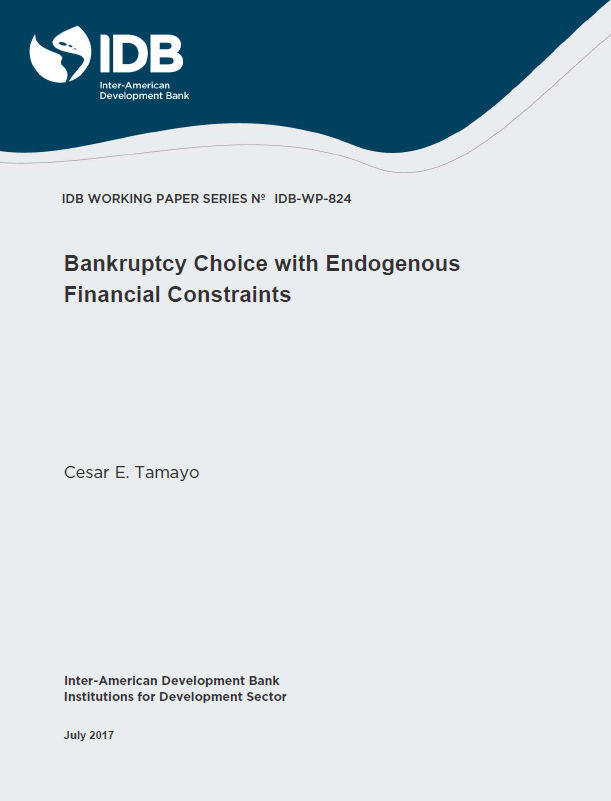 IDB
Inter-American
Development Bank
IDB WORKING PAPER SERIES Nº IDB-WP-824
Bankruptcy Choice with Endogenous
Financial Constraints
Cesar E. Tamayo
Inter-American Development Bank
Institutions for Development Sector
July 2017